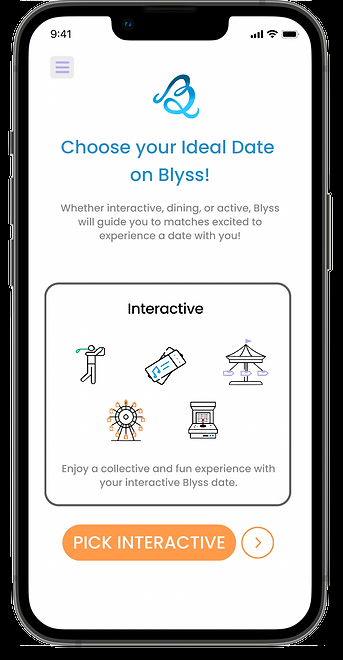 9:41
Choose your Ideal Date
on Blyss!
Whether interactive, dining, or active, Blyss
will guide you to matches excited to
experience a date with you!
Interactive
Enjoy a collective and fun experience with
your interactive Blyss date.
PICK INTERACTIVE